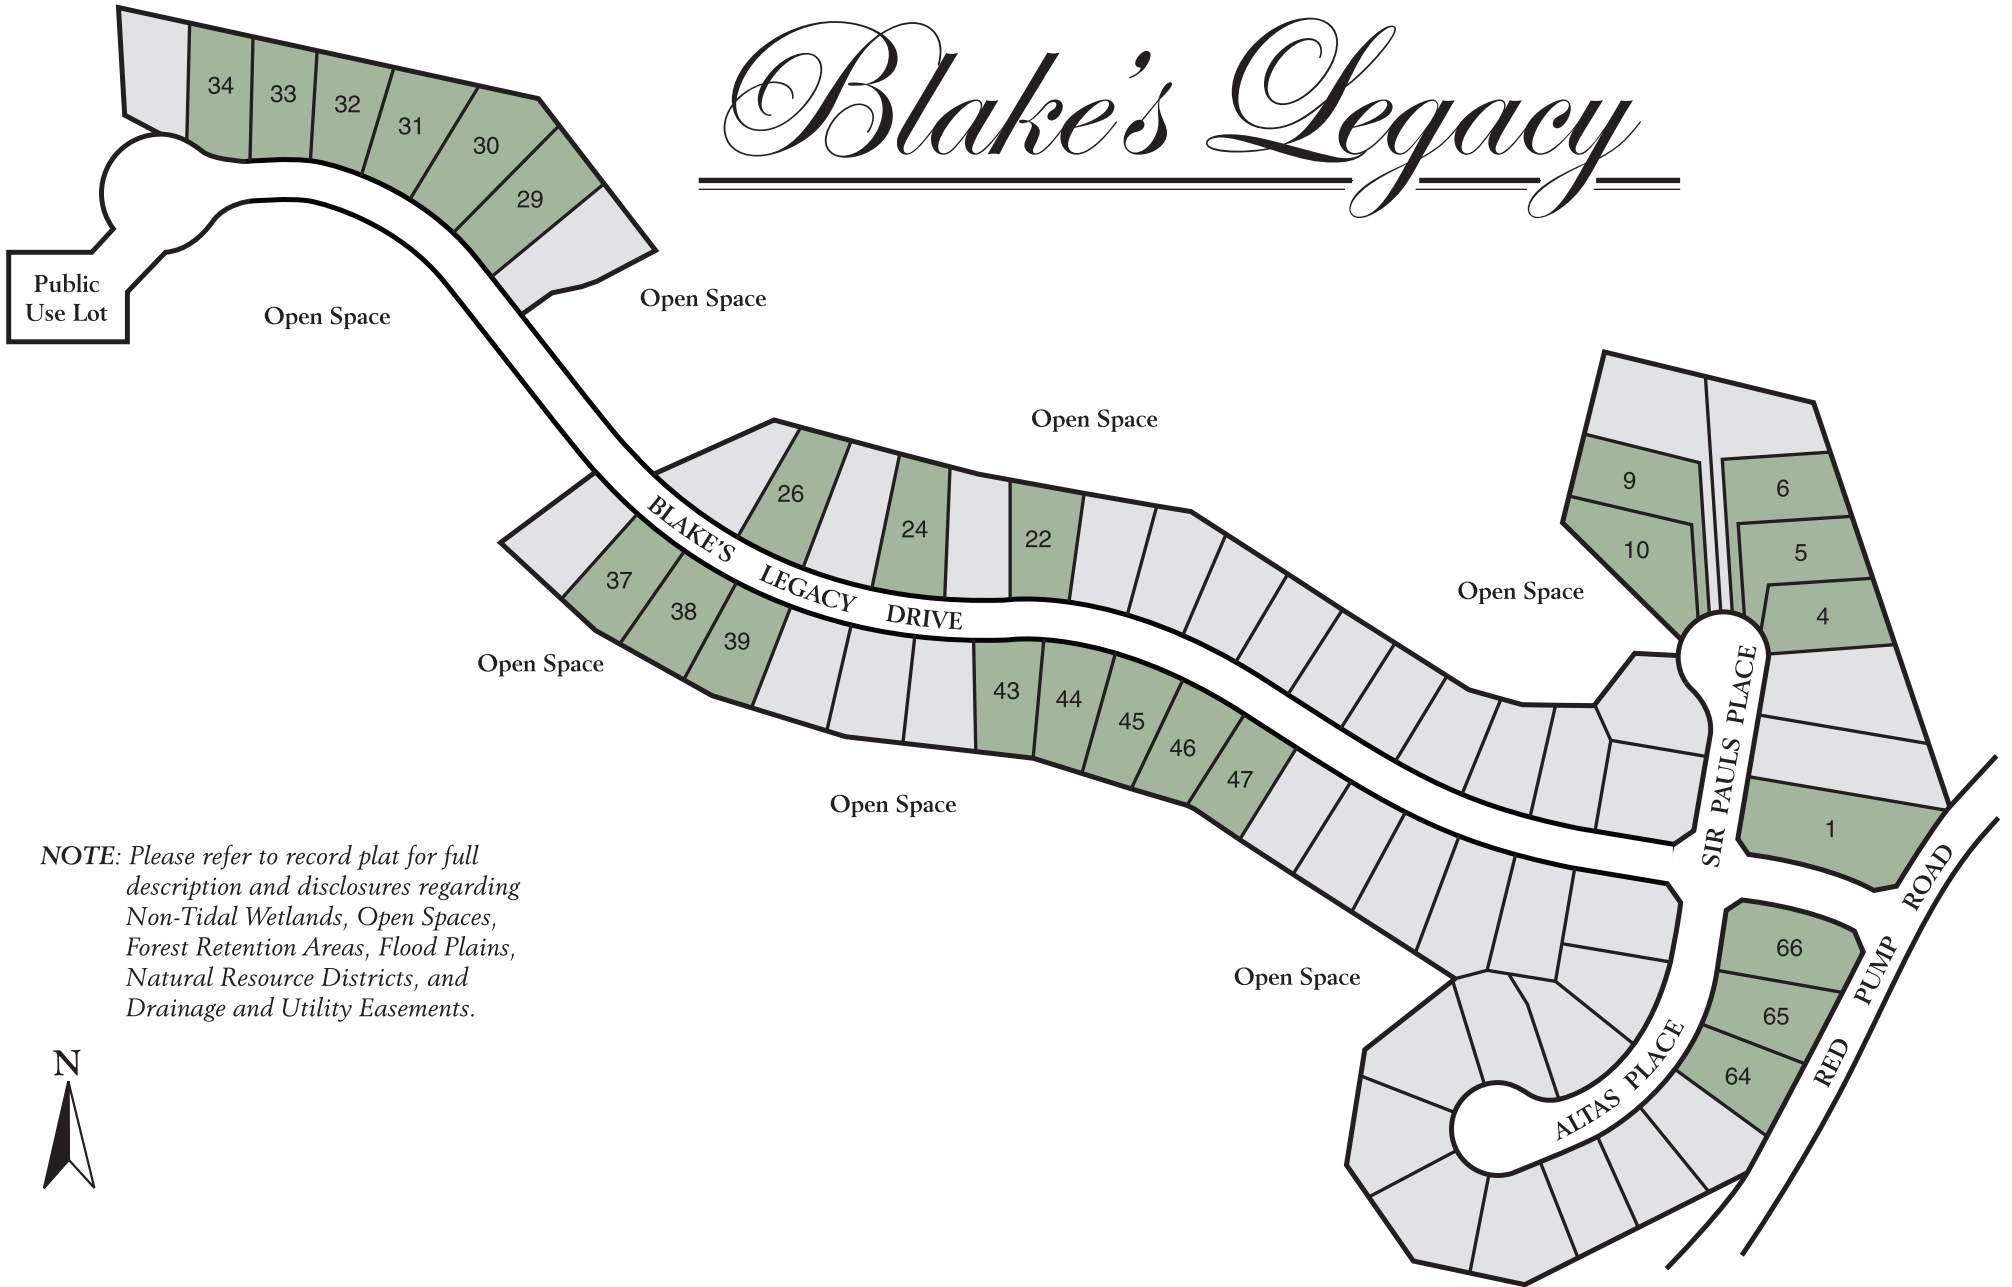 Blake's Legacy
34
33
32
31
30
29
Public
Use Lot
Open Space
Open Space
Open Space
26
24
22
BLAKE'S LEGACY DRIVE
37
38
39
Open Space
43
44
45
46
47
Open Space
Open Space
9
10
6
5
4
SIR PAULS PLACE
1
RED PUMP ROAD
66
65
64
ALTAS PLACE
Open Space
NOTE: Please refer to record plat for full
description and disclosures regarding
Non-Tidal Wetlands, Open Spaces,
Forest Retention Areas, Flood Plains,
Natural Resource Districts, and
Drainage and Utility Easements.
N